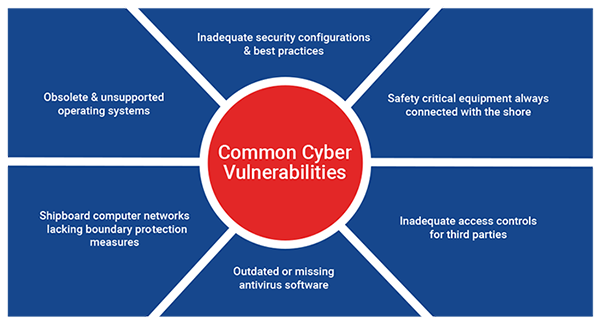 Inadequate security configurations
& best practices
Obsolete & unsupported
operating systems
Safety critical equipment always
connected with the shore
Common Cyber
Vulnerabilities
Shipboard computer networks
lacking boundary protection
measures
Inadequate access controls
for third parties
Outdated or missing
antivirus software